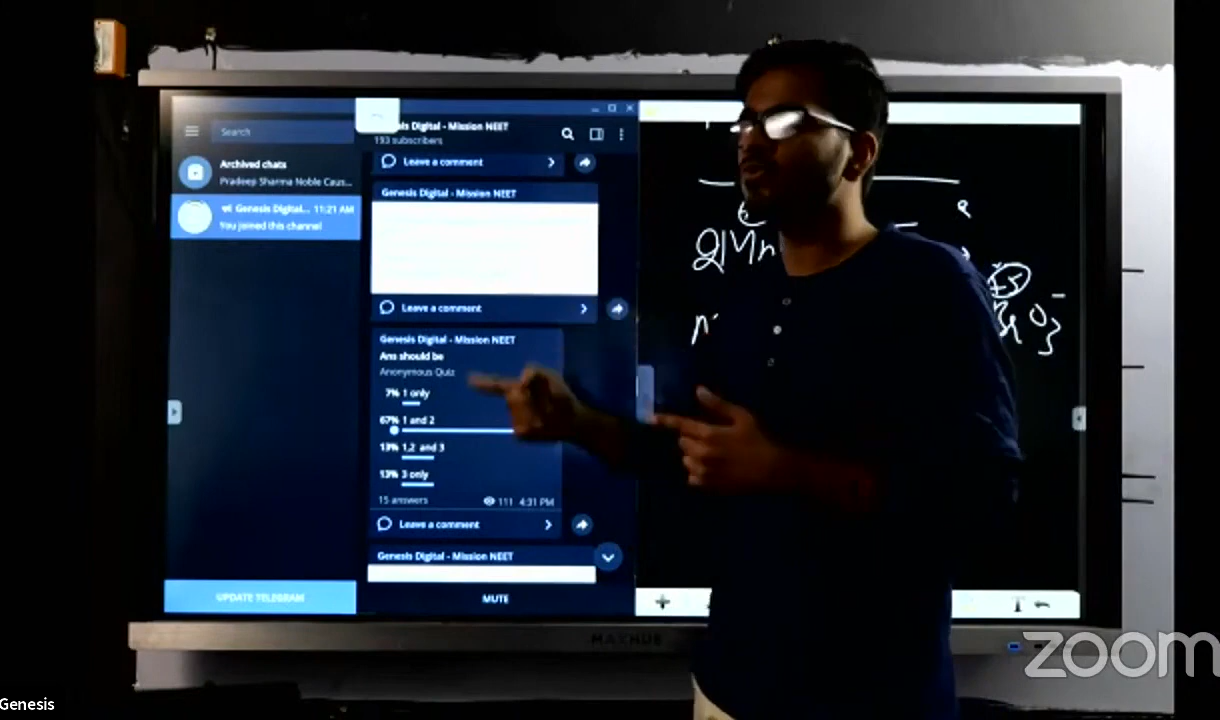 Search
Archived chats
Pradeep Sharma Noble Caus...
Genesis Digital... 11:21 AM
You joined this channel
UPDATE TELEGRAM
Digital - Mission NEET
193 subscribers
Leave a comment
Genesis Digital - Mission NEET
Leave a comment
Genesis Digital - Mission NEET
Ans should be
Anonymous Quiz
7% 1 only
67% 1 and 2
13% 1,2 and 3
13% 3 only
15 answers 111 4:31 PM
Leave a comment
Genesis Digital - Mission NEET
MUTE
MAXHUB
zoom
Genesis